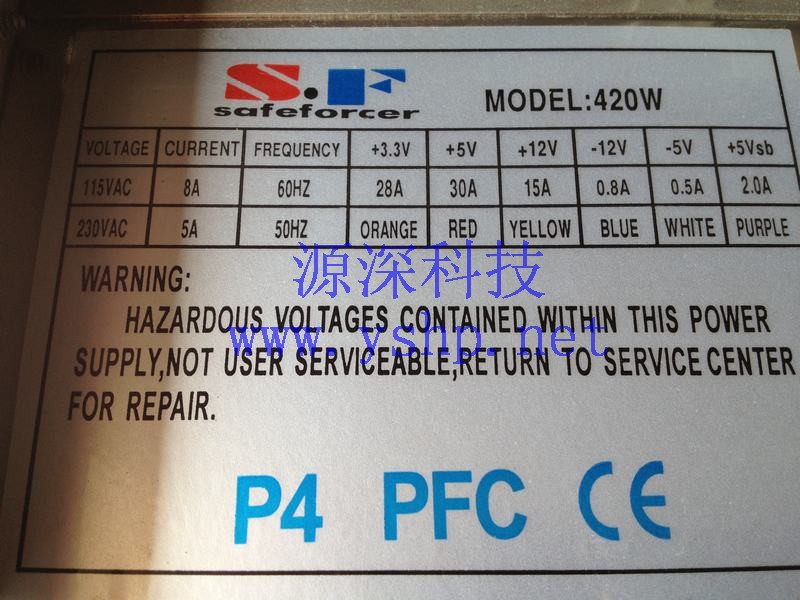 S.F
safeforcer
MODEL:420W
VOLTAGE CURRENT FREQUENCY +3.3V +5V +12V -12V -5V +5Vsb
115VAC 8A 60HZ 28A 30A 15A 0.8A 0.5A 2.0A
230VAC 5A 50HZ ORANGE RED YELLOW BLUE WHITE PURPLE
源深科技
WARNING:
HAZARDOUS VOLTAGES CONTAINED WITHIN THIS POWER
www.yshp.net
SUPPLY,NOT USER SERVICEABLE,RETURN TO SERVICE CENTER
FOR REPAIR.
P4 PFC CE